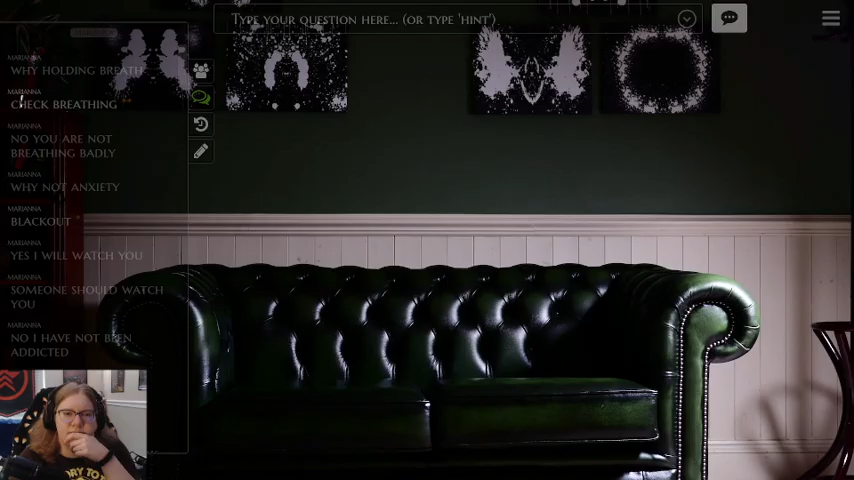 Type your question here... (or type 'hint')
MARIANNA
WHY HOLDING BREATH
MARIANNA
CHECK BREATHING **
MARIANNA
NO YOU ARE NOT
BREATHING BADLY
MARIANNA
WHY NOT ANXIETY
MARIANNA
BLACKOUT *
MARIANNA
YES I WILL WATCH YOU
MARIANNA
SOMEONE SHOULD WATCH
YOU
MARIANNA
NO I HAVE NOT BEEN
ADDICTED